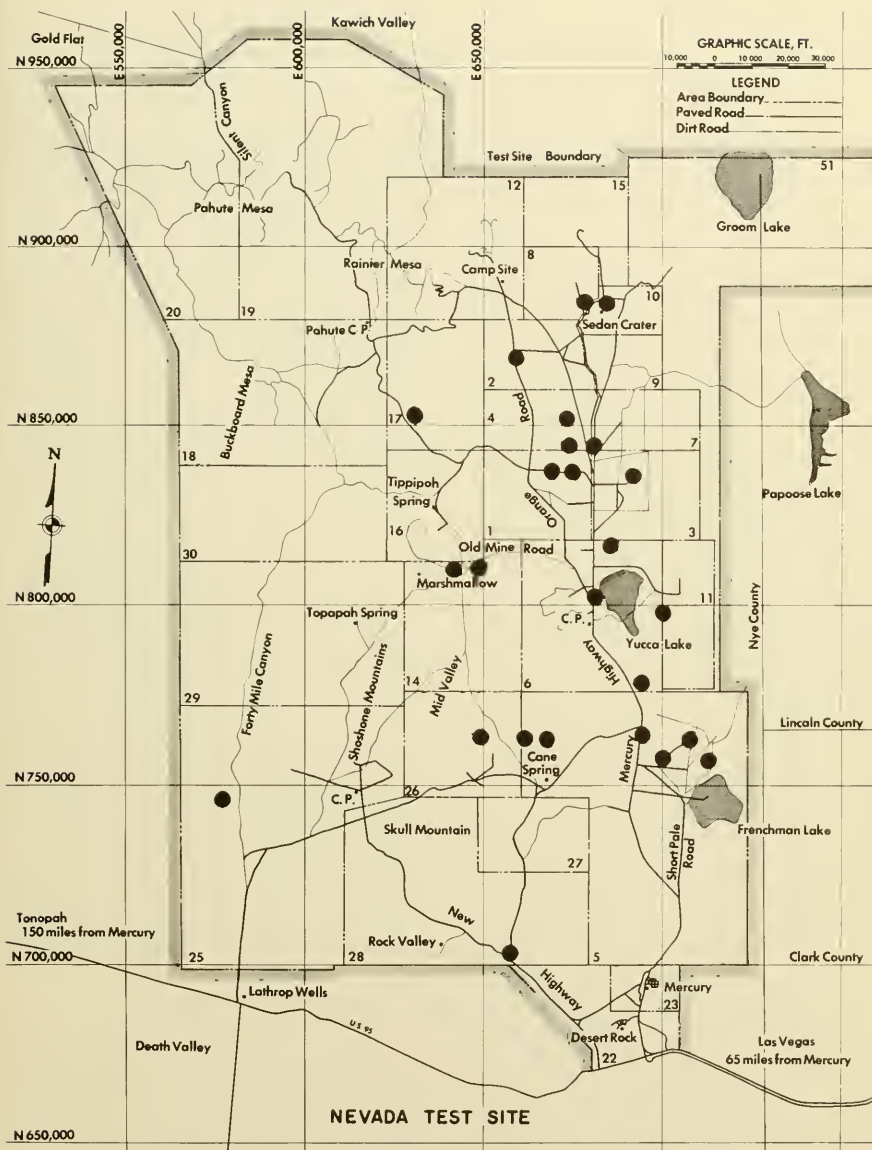 Kawich Valley
Gold Flat
E 550,000
E 600,000
E 650,000
GRAPHIC SCALE, FT.
10,000 0 10 000 20 000 30 000
LEGEND
Area Boundary
Paved Road
Dirt Road
N 950,000
Silent Canyon
Test Site Boundary
51
12
15
Pahute Mesa
Groom Lake
N 900,000
8
Rainier Mesa
Camp Site
10
20
19
Sedan Crater
Pahute C P.
2
9
Buckboard Mesa
Road
N 850,000
17
4
7
18
N
Tippipoh Spring
Papoose Lake
Orange
16
1
3
Old Mine Road
30
Marshmallow
N 800,000
11
Topapah Spring
C.P.
Yucca Lake
Nye County
Forty Mile Canyon
Shoshone Mountains
Mid Valley
Highway
14
6
29
Lincoln County
Cane Spring
Mercury
N 750,000
C. P.
26
Skull Mountain
Frenchman Lake
27
Short Pale Road
New
Tonopah
150 miles from Mercury
Rock Valley
25
28
5
N 700,000
Clark County
Highway
Lathrop Wells
Mercury
23
US 95
Desert Rock
Las Vegas
65 miles from Mercury
Death Valley
22
NEVADA TEST SITE
N 650,000